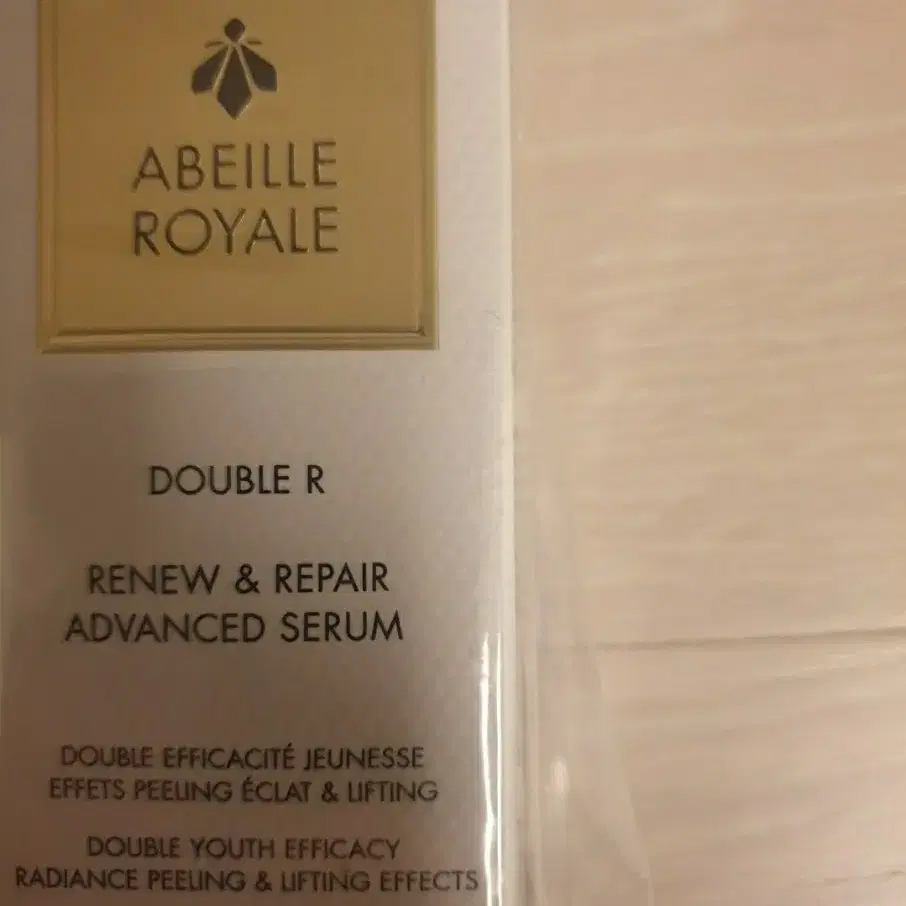 ABEILLE
ROYALE
DOUBLE R
RENEW & REPAIR
ADVANCED SERUM
DOUBLE EFFICACITÉ JEUNESSE
EFFETS PEELING ÉCLAT & LIFTING
DOUBLE YOUTH EFFICACY
RADIANCE PEELING & LIFTING EFFECTS